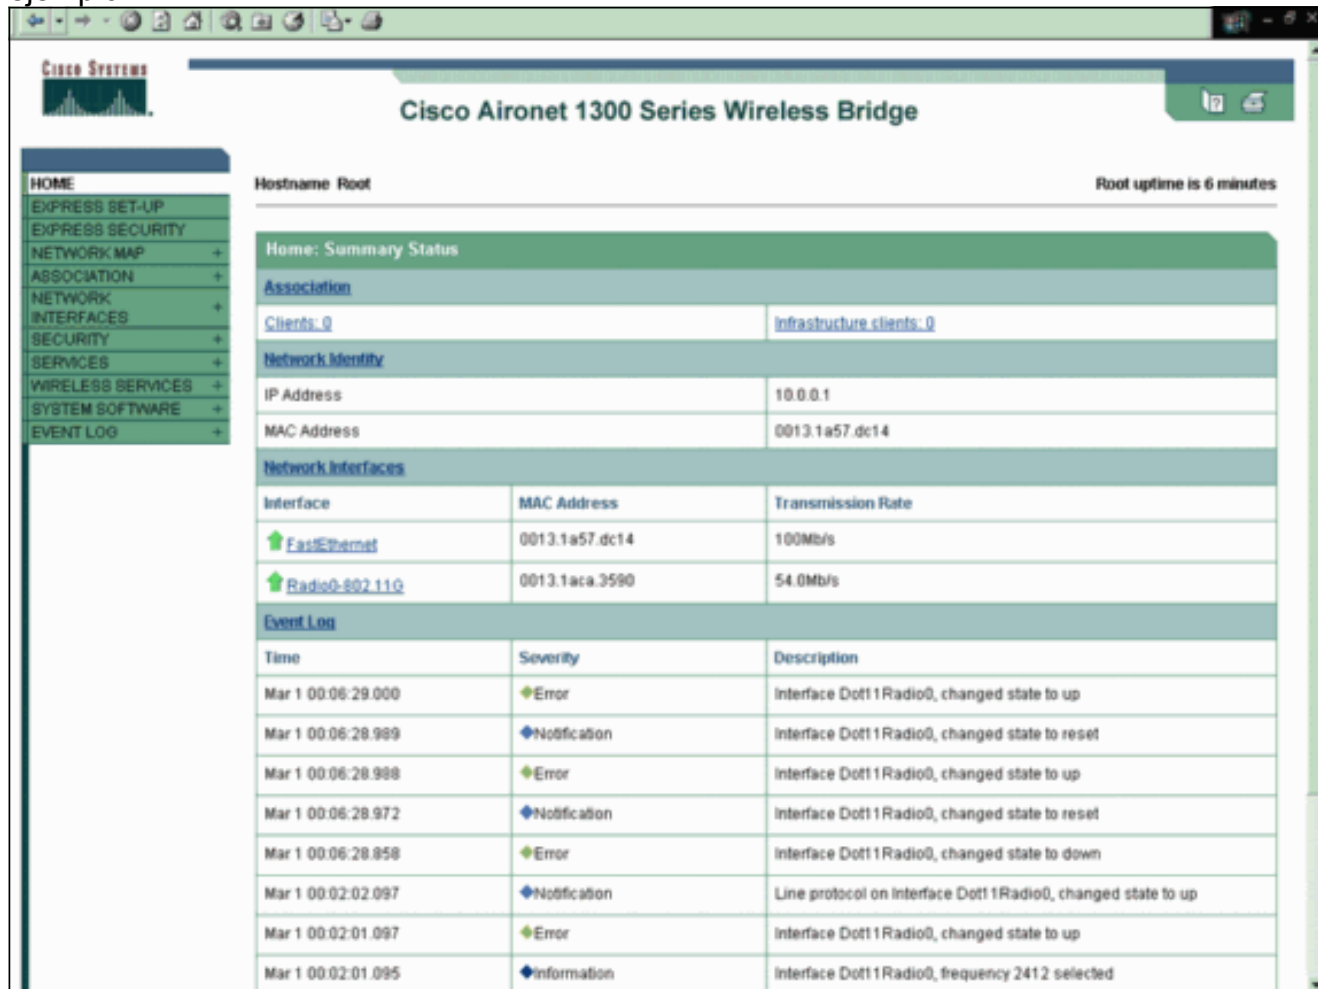 CISCO SYSTEMS
Cisco Aironet 1300 Series Wireless Bridge
HOME
EXPRESS SET-UP
EXPRESS SECURITY
NETWORK MAP +
ASSOCIATION +
NETWORK INTERFACES +
SECURITY +
SERVICES +
WIRELESS SERVICES +
SYSTEM SOFTWARE +
EVENT LOG +
Hostname Root Root uptime is 6 minutes
Home: Summary Status
Association
Clients: 0 Infrastructure clients: 0
Network Identity
IP Address 10.0.0.1
MAC Address 0013.1a57.dc14
Network Interfaces
Interface MAC Address Transmission Rate
FastEthernet 0013.1a57.dc14 100Mb/s
Radio0-802.11G 0013.1aca.3590 54.0Mb/s
Event Log
Time Severity Description
Mar 1 00:06:29.000 Error Interface Dot11Radio0, changed state to up
Mar 1 00:06:28.989 Notification Interface Dot11Radio0, changed state to reset
Mar 1 00:06:28.988 Error Interface Dot11Radio0, changed state to up
Mar 1 00:06:28.972 Notification Interface Dot11Radio0, changed state to reset
Mar 1 00:06:28.858 Error Interface Dot11Radio0, changed state to down
Mar 1 00:02:02.097 Notification Line protocol on Interface Dot11Radio0, changed state to up
Mar 1 00:02:01.097 Error Interface Dot11Radio0, changed state to up
Mar 1 00:02:01.095 Information Interface Dot11Radio0, frequency 2412 selected